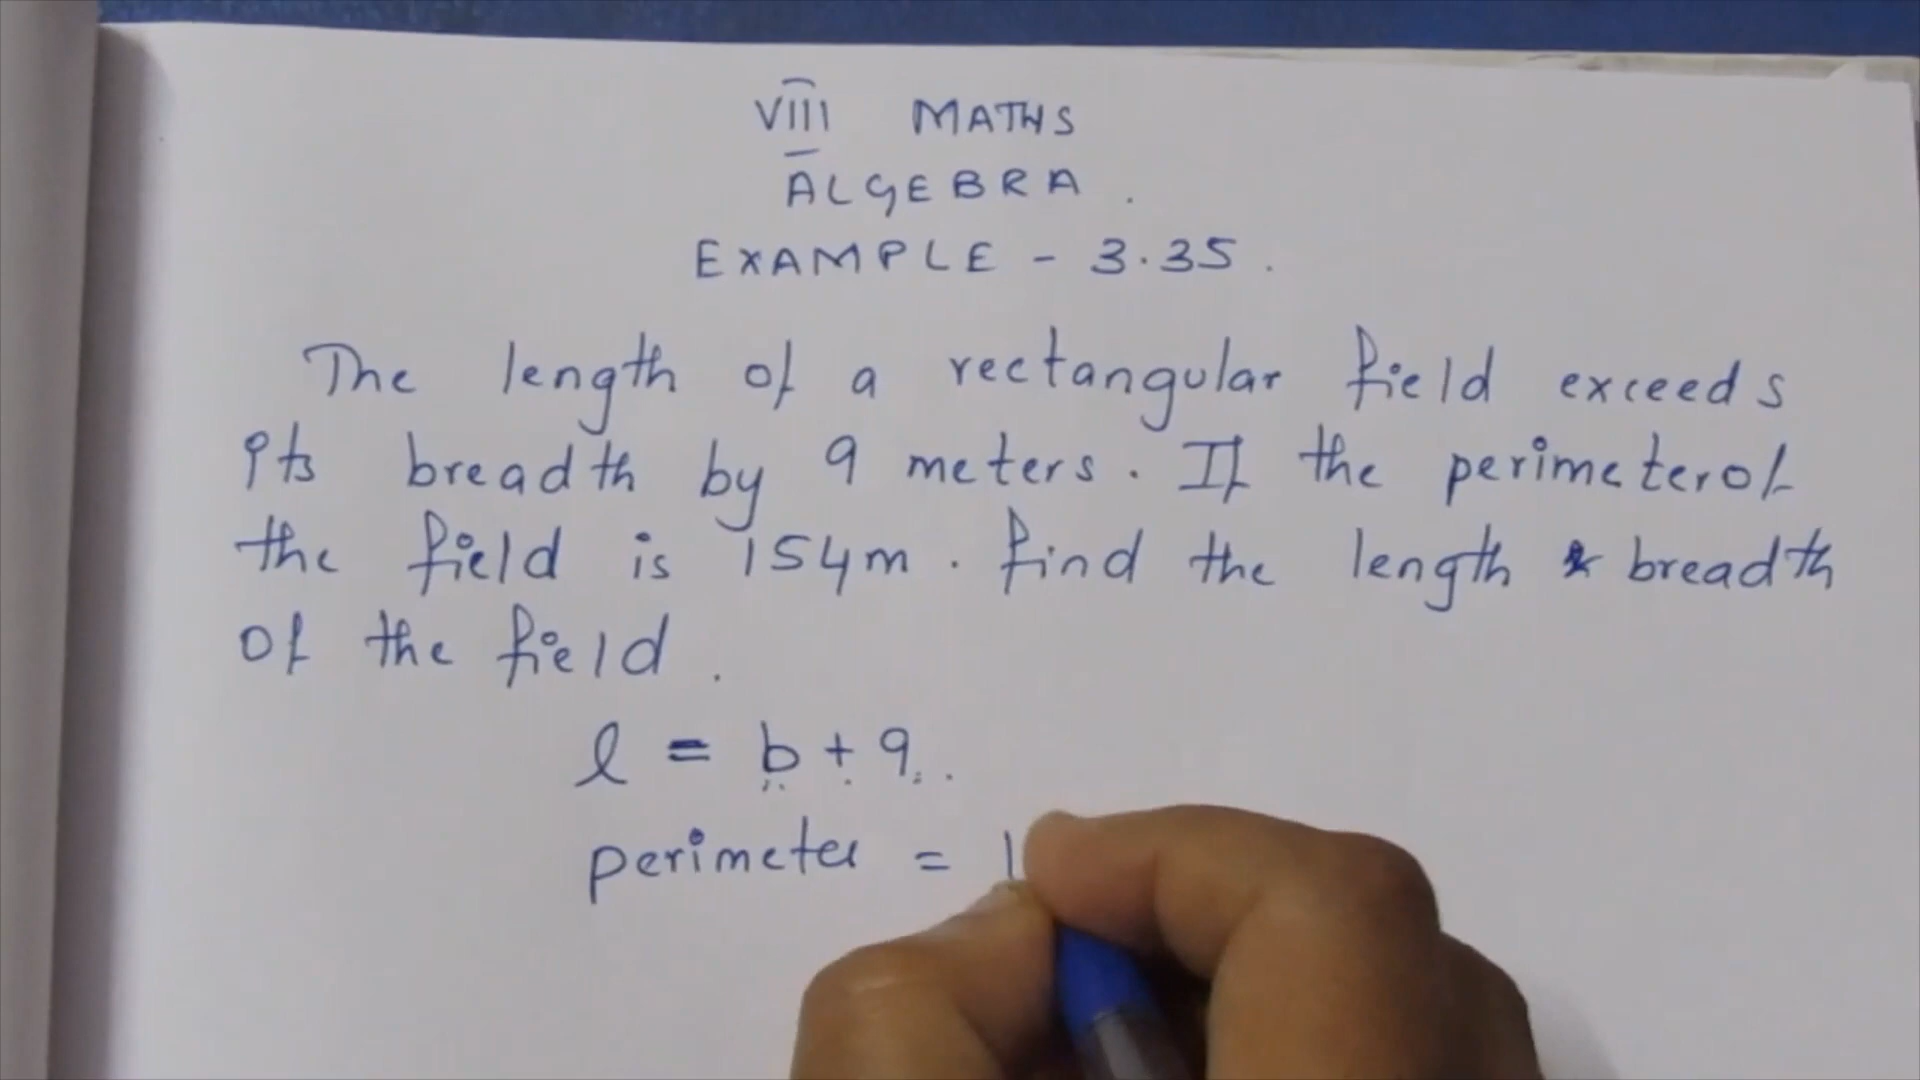 VIII MATHS
ALGEBRA.
EXAMPLE - 3.35.
The length of a rectangular field exceeds
its breadth by 9 meters. If the perimeter of
the field is 154m. find the length & breadth
of the field.
l = b + 9.
perimeter = 1